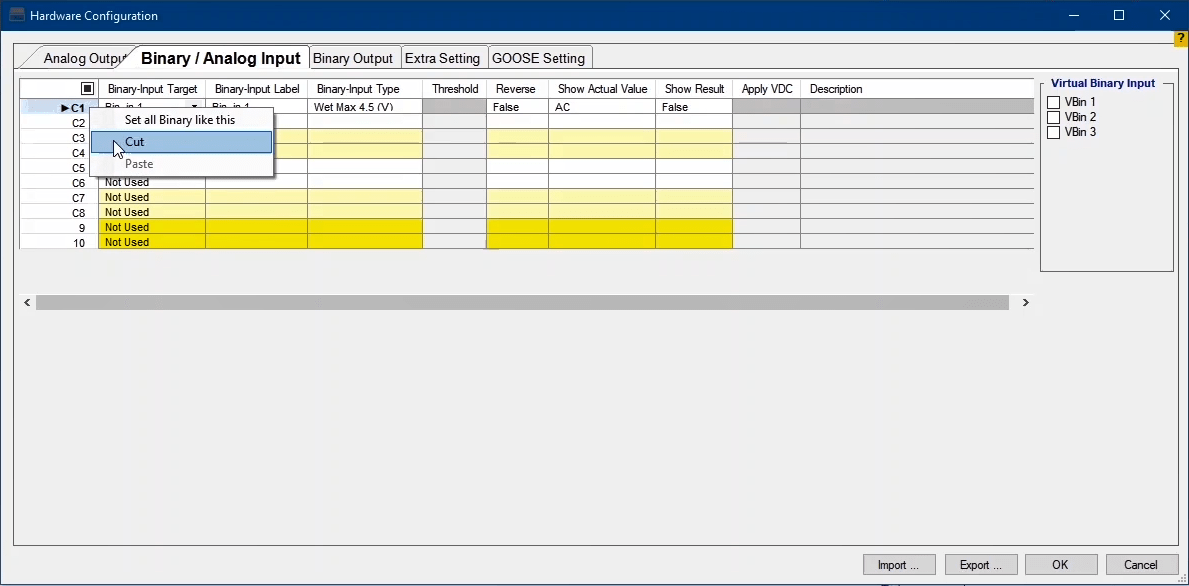 Hardware Configuration
?
Analog Output Binary / Analog Input Binary Output Extra Setting GOOSE Setting
Binary-Input Target Binary-Input Label Binary-Input Type Threshold Reverse Show Actual Value Show Result Apply VDC Description
C1 Bin_in 1 Bin_in 1 Wet Max 4.5 (V) False AC False
Set all Binary like this
Cut
Paste
C2
C3
C4
C5
C6 Not Used
C7 Not Used
C8 Not Used
9 Not Used
10 Not Used
Virtual Binary Input
VBin 1
VBin 2
VBin 3
Import ... Export ... OK Cancel